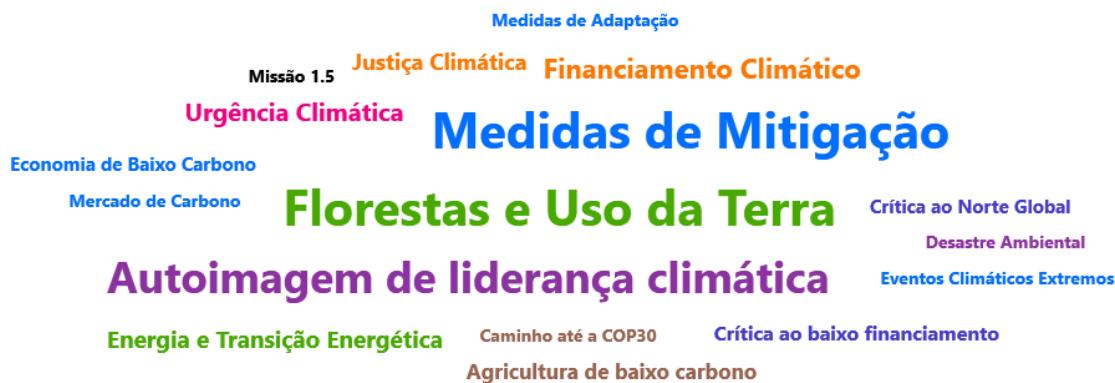 Medidas de Adaptação
Justiça Climática
Financiamento Climático
Missão 1.5
Urgência Climática
Medidas de Mitigação
Economia de Baixo Carbono
Mercado de Carbono
Florestas e Uso da Terra
Crítica ao Norte Global
Desastre Ambiental
Autoimagem de liderança climática
Eventos Climáticos Extremos
Energia e Transição Energética
Caminho até a COP30
Crítica ao baixo financiamento
Agricultura de baixo carbono